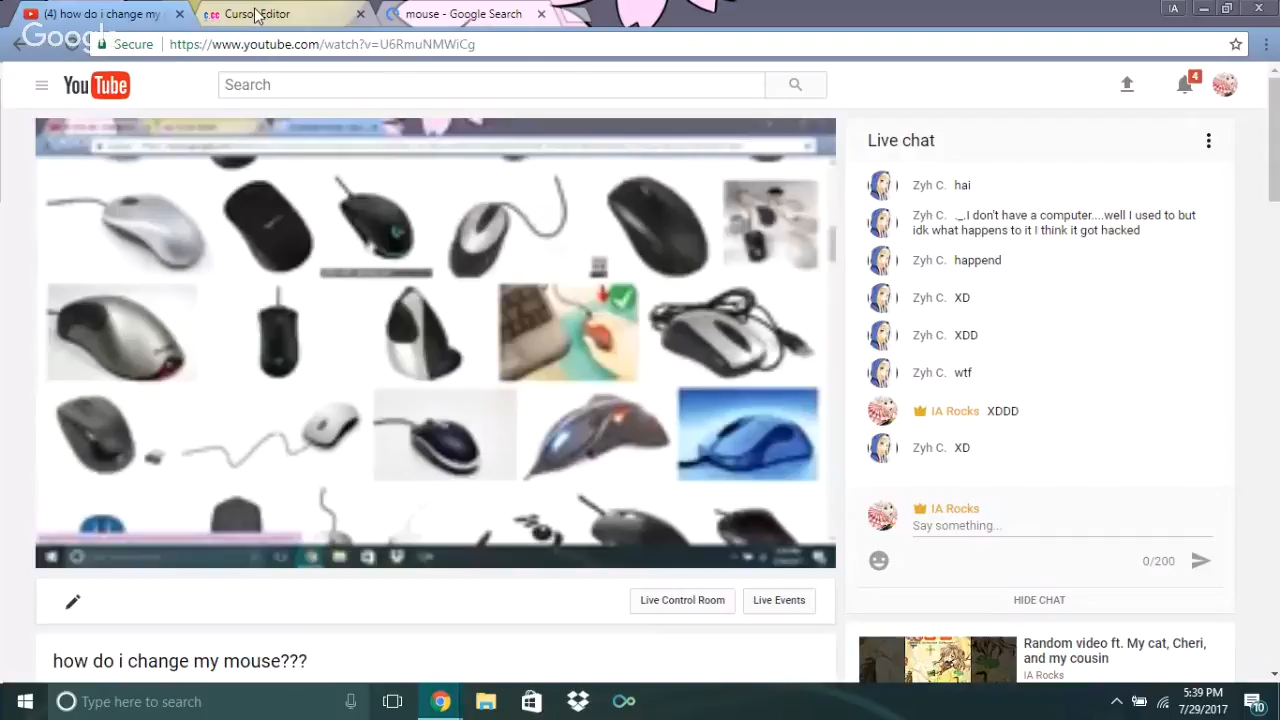 (4) how do i change my
Cursor Editor
mouse - Google Search
IA
Google
Secure
https://www.youtube.com/watch?v=U6RmuNMWiCg
YouTube
Search
4
Live chat
Zyh C. hai
Zyh C. ._.I don't have a computer....well I used to but
idk what happens to it I think it got hacked
Zyh C. happend
Zyh C. XD
Zyh C. XDD
Zyh C. wtf
IA Rocks XDDD
Zyh C. XD
IA Rocks
Say something...
0/200
HIDE CHAT
Live Control Room
Live Events
how do i change my mouse???
Random video ft. My cat, Cheri,
and my cousin
IA Rocks
Type here to search
5:39 PM
7/29/2017
10